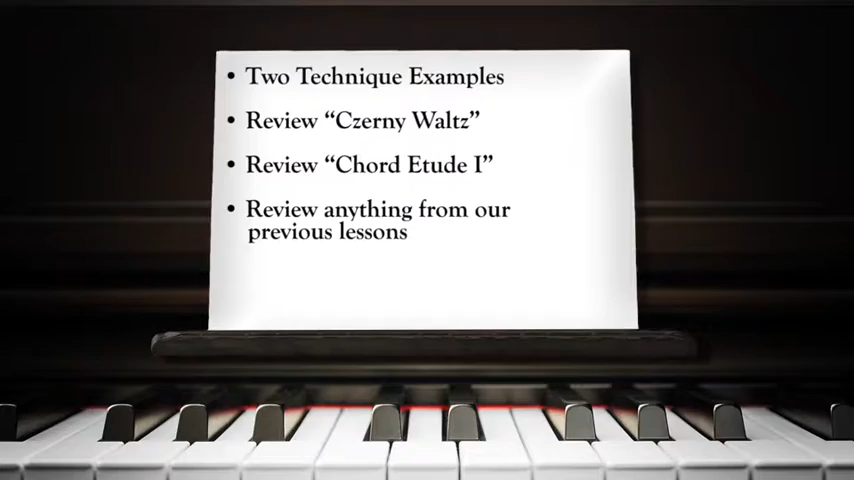 • Two Technique Examples
• Review “Czerny Waltz”
• Review “Chord Etude I”
• Review anything from our
previous lessons